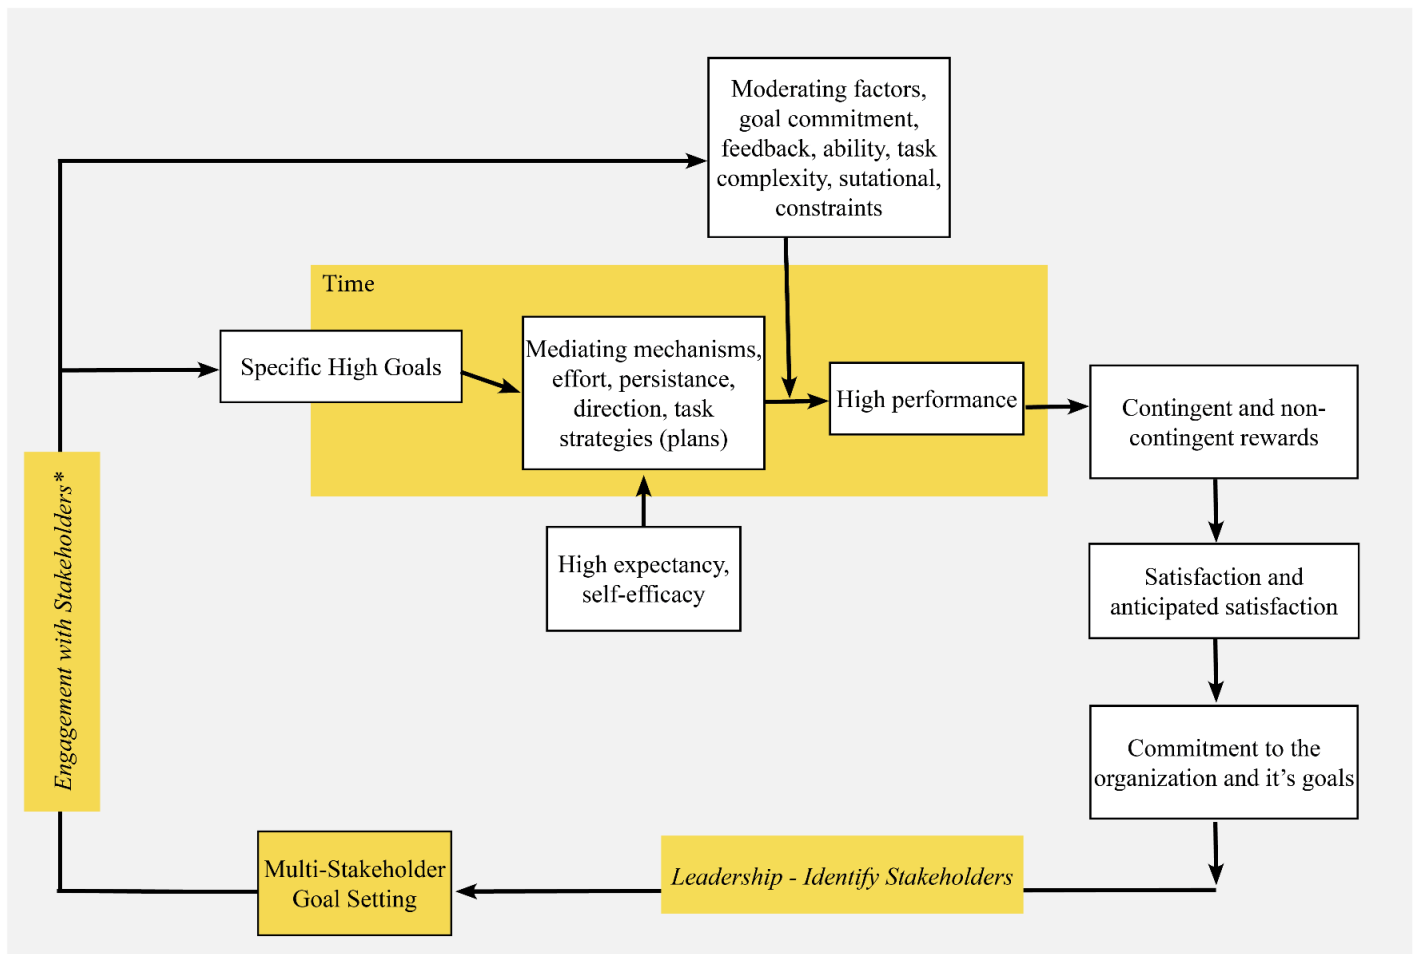 Moderating factors,
goal commitment,
feedback, ability, task
complexity, sutational,
constraints
Time
Specific High Goals
Mediating mechanisms,
effort, persistance,
direction, task
strategies (plans)
High performance
Contingent and non-
contingent rewards
High expectancy,
self-efficacy
Satisfaction and
anticipated satisfaction
Engagement with Stakeholders*
Commitment to the
organization and it’s goals
Multi-Stakeholder
Goal Setting
Leadership - Identify Stakeholders